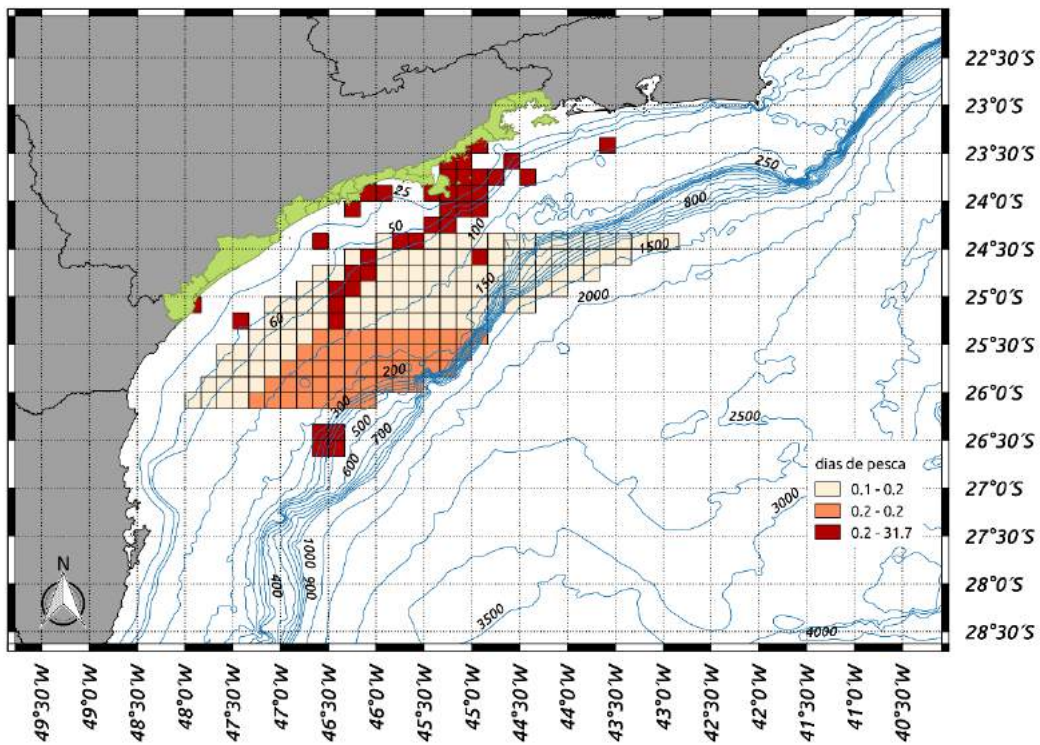 22°30´S
23°0´S
23°30´S
24°0´S
24°30´S
25°0´S
25°30´S
26°0´S
26°30´S
27°0´S
27°30´S
28°0´S
28°30´S
250
25
800
50
100
1500
150
2000
60
200
300
500
700
600
2500
dias de pesca
0.1 - 0.2
0.2 - 0.2
0.2 - 31.7
3000
N
1000
900
400
3500
4000
49°30´W
49°0´W
48°30´W
48°0´W
47°30´W
47°0´W
46°30´W
46°0´W
45°30´W
45°0´W
44°30´W
44°0´W
43°30´W
43°0´W
42°30´W
42°0´W
41°30´W
41°0´W
40°30´W